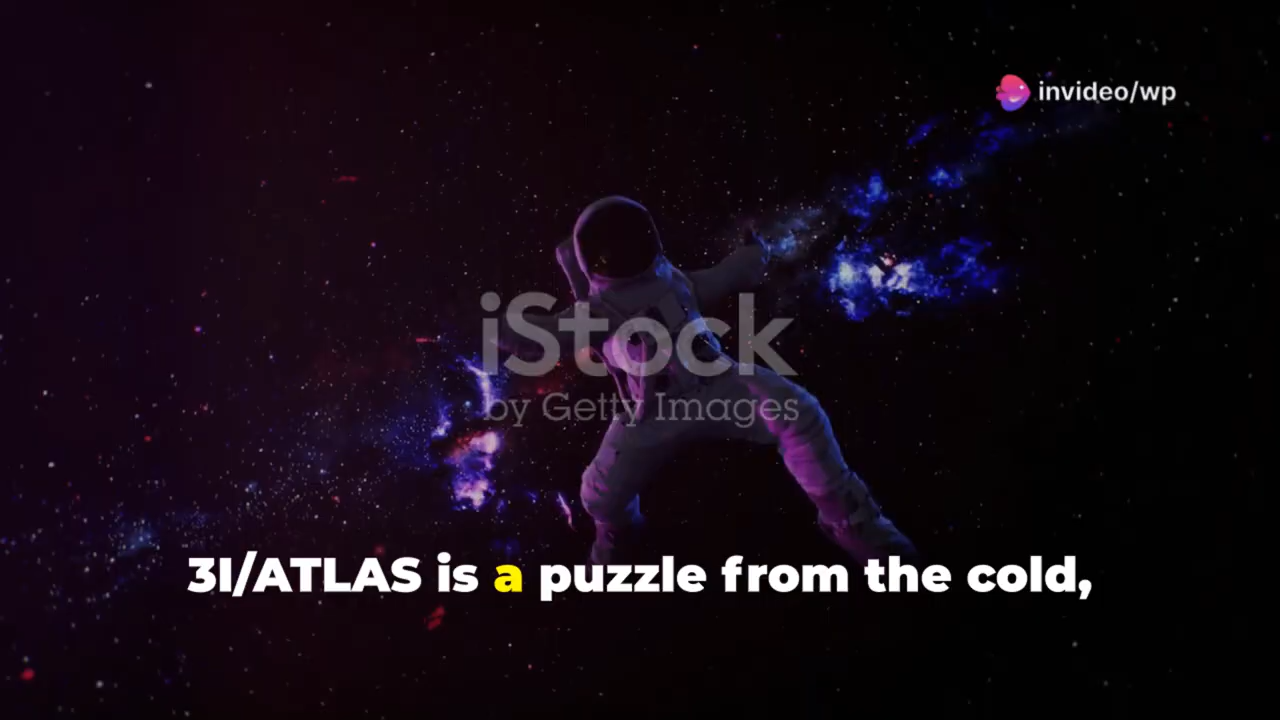 invideo/wp
iStock
by Getty Images
3I/ATLAS is a puzzle from the cold,